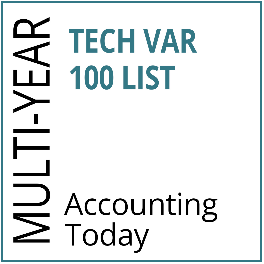 MULTI-YEAR
TECH VAR
100 LIST
Accounting
Today